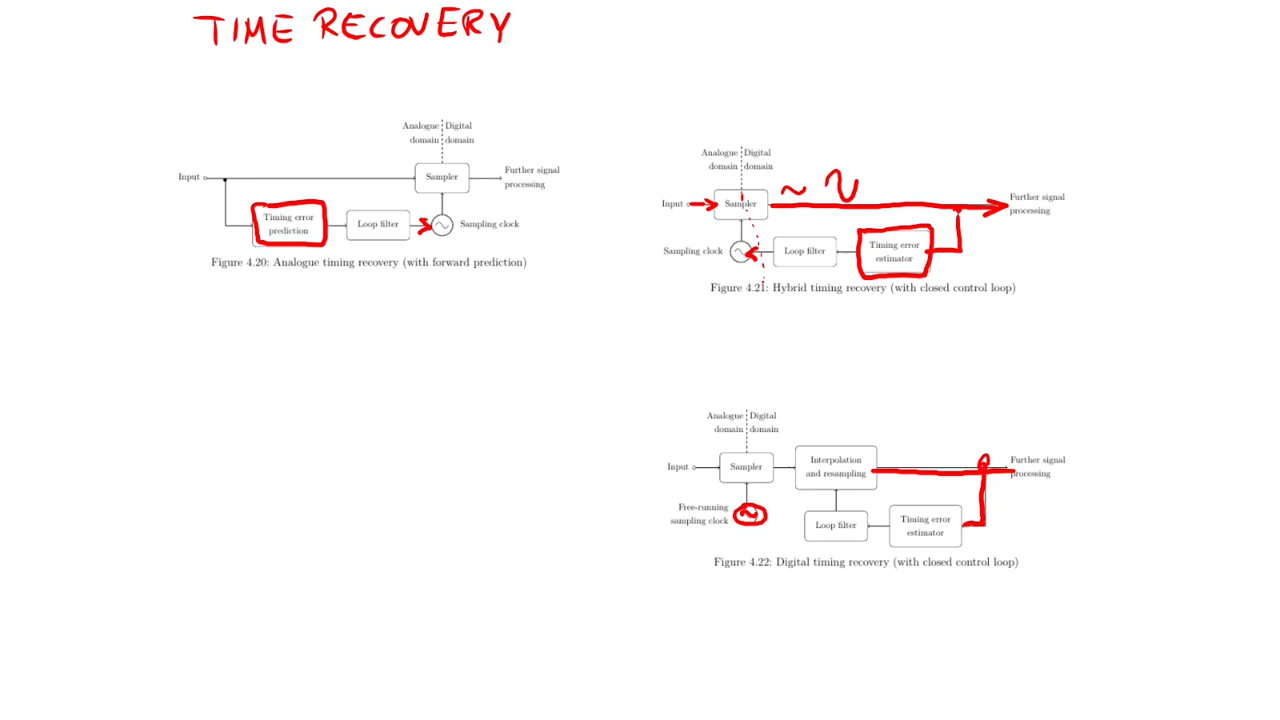 TIME RECOVERY
Analogue Digital
domain domain
Input
Sampler
Further signal
processing
Timing error
prediction
Loop filter
Sampling clock
Figure 4.20: Analogue timing recovery (with forward prediction)
Analogue Digital
domain domain
Input
Sampler
Further signal
processing
Sampling clock
Loop filter
Timing error
estimator
Figure 4.21: Hybrid timing recovery (with closed control loop)
Analogue Digital
domain domain
Input
Sampler
Interpolation
and resampling
Further signal
processing
Free-running
sampling clock
Loop filter
Timing error
estimator
Figure 4.22: Digital timing recovery (with closed control loop)